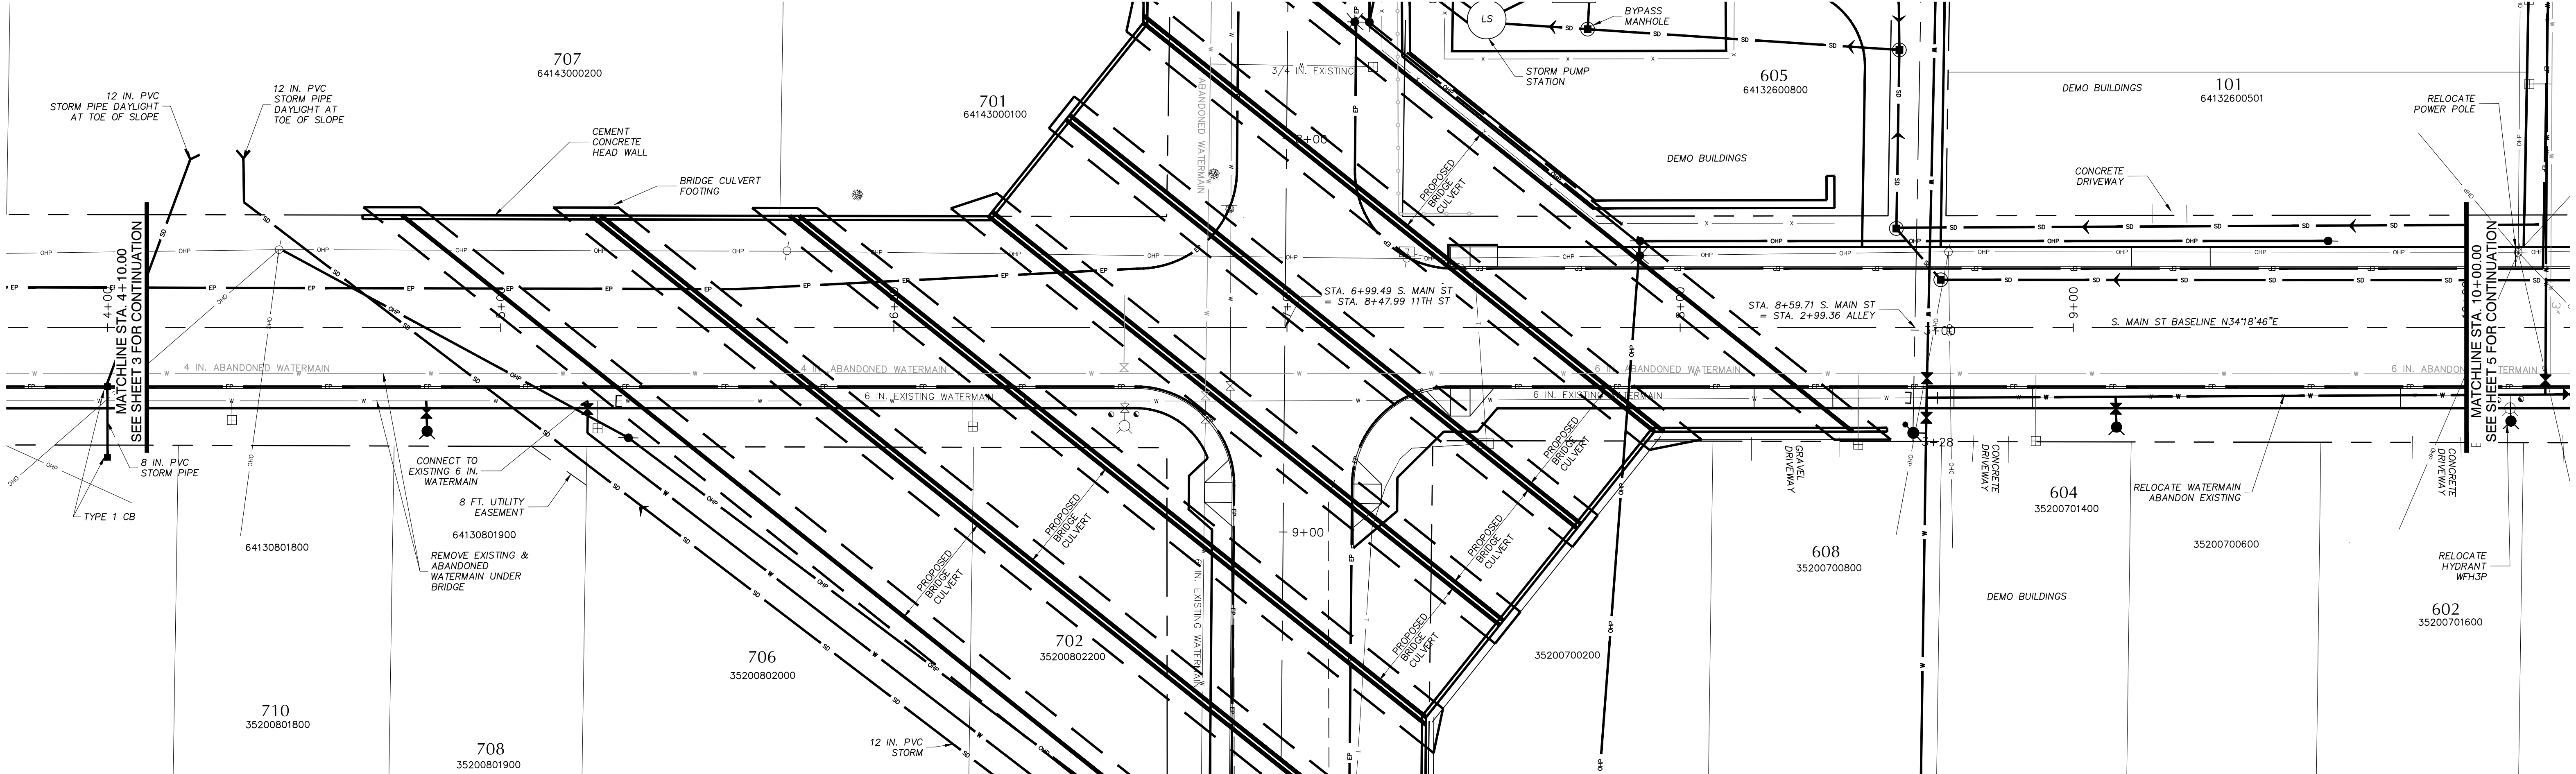 707
64143000200
12 IN. PVC
STORM PIPE DAYLIGHT
AT TOE OF SLOPE
12 IN. PVC
STORM PIPE
DAYLIGHT AT
TOE OF SLOPE
CEMENT
CONCRETE
HEAD WALL
BRIDGE CULVERT
FOOTING
701
64143000100
ABANDONED WATERMAIN
3/4 IN. EXISTING
LS
BYPASS
MANHOLE
STORM PUMP
STATION
605
64132600800
DEMO BUILDINGS
DEMO BUILDINGS
101
64132600501
RELOCATE
POWER POLE
CONCRETE
DRIVEWAY
PROPOSED
BRIDGE
CULVERT
MATCHLINE STA. 4+10.00
SEE SHEET 3 FOR CONTINUATION
4+00
STA. 6+99.49 S. MAIN ST
= STA. 8+47.99 11TH ST
8+00
STA. 8+59.71 S. MAIN ST
= STA. 2+99.36 ALLEY
9+00
S. MAIN ST BASELINE N34°18'46"E
MATCHLINE STA. 10+00.00
SEE SHEET 5 FOR CONTINUATION
4 IN. ABANDONED WATERMAIN
4 IN. ABANDONED WATERMAIN
6 IN. ABANDONED WATERMAIN
6 IN. EXISTING WATERMAIN
6 IN. EXISTING WATERMAIN
3+28
8 IN. PVC
STORM PIPE
TYPE 1 CB
CONNECT TO
EXISTING 6 IN.
WATERMAIN
8 FT. UTILITY
EASEMENT
64130801800
64130801900
REMOVE EXISTING &
ABANDONED
WATERMAIN UNDER
BRIDGE
PROPOSED
BRIDGE
CULVERT
PROPOSED
BRIDGE
CULVERT
9+00
PROPOSED
BRIDGE
CULVERT
PROPOSED
BRIDGE
CULVERT
PROPOSED
BRIDGE
CULVERT
GRAVEL
DRIVEWAY
CONCRETE
DRIVEWAY
CONCRETE
DRIVEWAY
604
35200701400
RELOCATE WATERMAIN
ABANDON EXISTING
608
35200700800
35200700600
DEMO BUILDINGS
RELOCATE
HYDRANT
WFH3P
602
35200701600
702
35200802200
706
35200802000
35200700200
710
35200801800
708
35200801900
12 IN. PVC
STORM